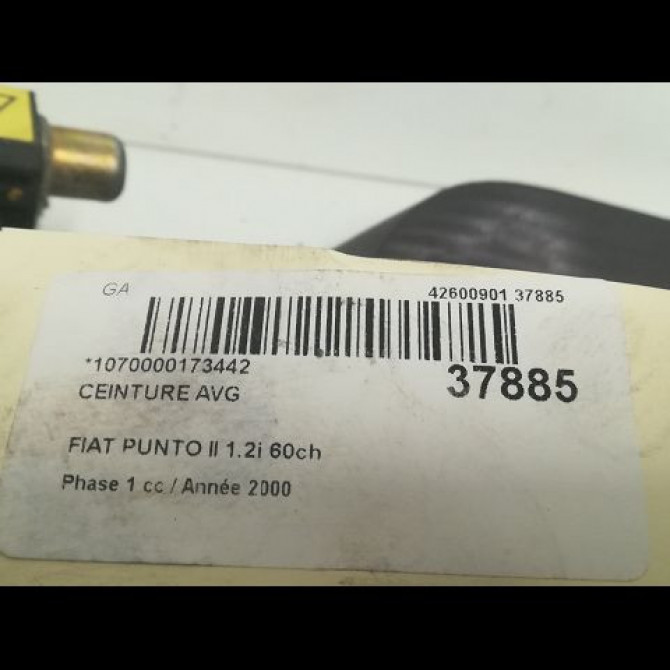 GA
42600901 37885
*1070000173442
37885
CEINTURE AVG
FIAT PUNTO II 1.2i 60ch
Phase 1 cc / Année 2000